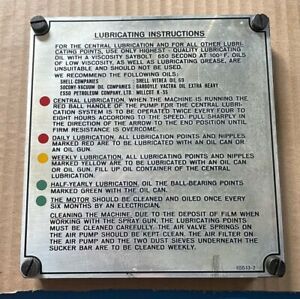 LUBRICATING INSTRUCTIONS
FOR THE CENTRAL LUBRICATION AND FOR ALL OTHER LUBRI-
CATING POINTS, USE ONLY HIGHEST-QUALITY LUBRICATING
OIL WITH A VISCOSITY SAYBOLT: 650 SECOND AT 100°F, OILS
OF LOW VISCOSITY, AS WELL AS LUBRICATING GREASE, ARE
UNSUITABLE AND SHOULD NOT BE USED.
WE RECOMMEND THE FOLLOWING OILS:
SHELL-COMPANIES SHELL VITEA OIL 69
SOCONY-VACUUM OIL COMPANIES GARGOYLE VACTRA OIL EXTRA HEAVY
ESSO PETROLEUM COMPANY, LTD. WELLCOT R-55
CENTRAL LUBRICATION, WHEN THE MACHINE IS RUNNING THE
RED BALL HANDLE OF THE PUMP FOR THE CENTRAL LUBRI-
CATION SYSTEM IS TO BE OPERATED TWICE EVERY FOUR TO
EIGHT HOURS ACCORDING TO THE SPEED. PULL SHARPLY IN
THE DIRECTION OF THE ARROW TO THE END POSITION UNTIL
FIRM RESISTANCE IS OVERCOME.
DAILY LUBRICATION. ALL LUBRICATING POINTS AND NIPPLES
MARKED RED ARE TO BE LUBRICATED WITH AN OIL CAN
OR OIL GUN.
WEEKLY LUBRICATION. ALL LUBRICATING POINTS AND NIPPLES
MARKED YELLOW ARE TO BE LUBRICATED WITH AN OIL CAN
OR OIL GUN. FILL UP OIL CONTAINER OF THE CENTRAL
LUBRICATION.
HALF-YEARLY LUBRICATION. OIL THE BALL-BEARING POINTS
MARKED GREEN WITH THE OIL CAN.
THE MOTOR SHOULD BE CLEANED AND OILED ONCE EVERY
SIX MONTHS BY AN ELECTRICIAN.
CLEANING THE MACHINE. DUE TO THE DEPOSIT OF FILM WHEN
WORKING WITH THE SPRAY GUN, THE LUBRICATING POINTS
MUST BE CLEANED CAREFULLY. THE AIR VALVE SPRINGS ON
THE AIR PUMP SHOULD BE KEPT CLEAN. THE AIR FILTER ON
THE AIR PUMP AND THE TWO DUST SIEVES UNDERNEATH THE
SUCKER BAR ARE TO BE CLEANED WEEKLY.